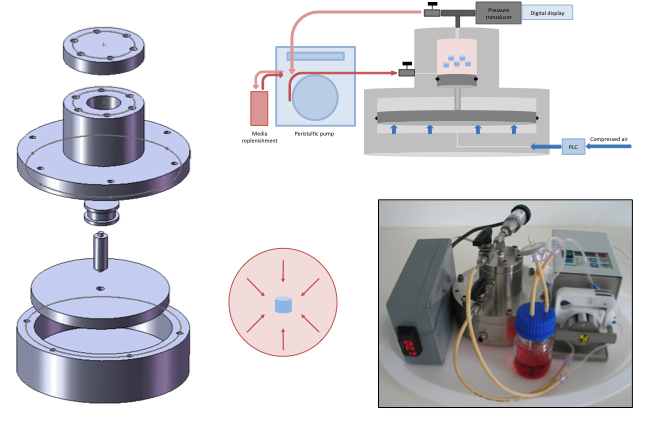 Pressure
transducer
Digital display
Media
replenishment
Peristaltic pump
Compressed air
PLC